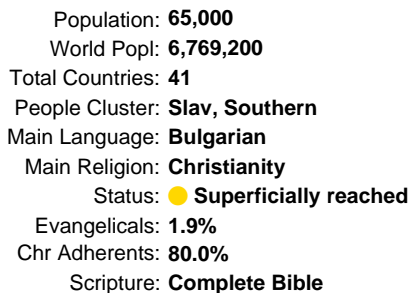 Population: 65,000
World Popl: 6,769,200
Total Countries: 41
People Cluster: Slav, Southern
Main Language: Bulgarian
Main Religion: Christianity
Status: Superficially reached
Evangelicals: 1.9%
Chr Adherents: 80.0%
Scripture: Complete Bible